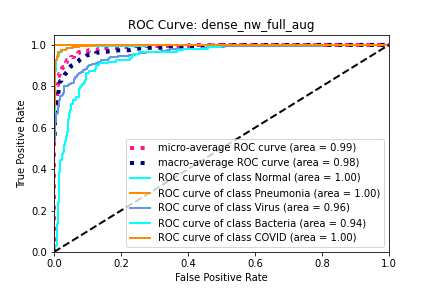 ROC Curve: dense_nw_full_aug
1.0
0.8
0.6
0.4
0.2
0.0
True Positive Rate
micro-average ROC curve (area = 0.99)
macro-average ROC curve (area = 0.98)
ROC curve of class Normal (area = 1.00)
ROC curve of class Pneumonia (area = 1.00)
ROC curve of class Virus (area = 0.96)
ROC curve of class Bacteria (area = 0.94)
ROC curve of class COVID (area = 1.00)
0.0 0.2 0.4 0.6 0.8 1.0
False Positive Rate